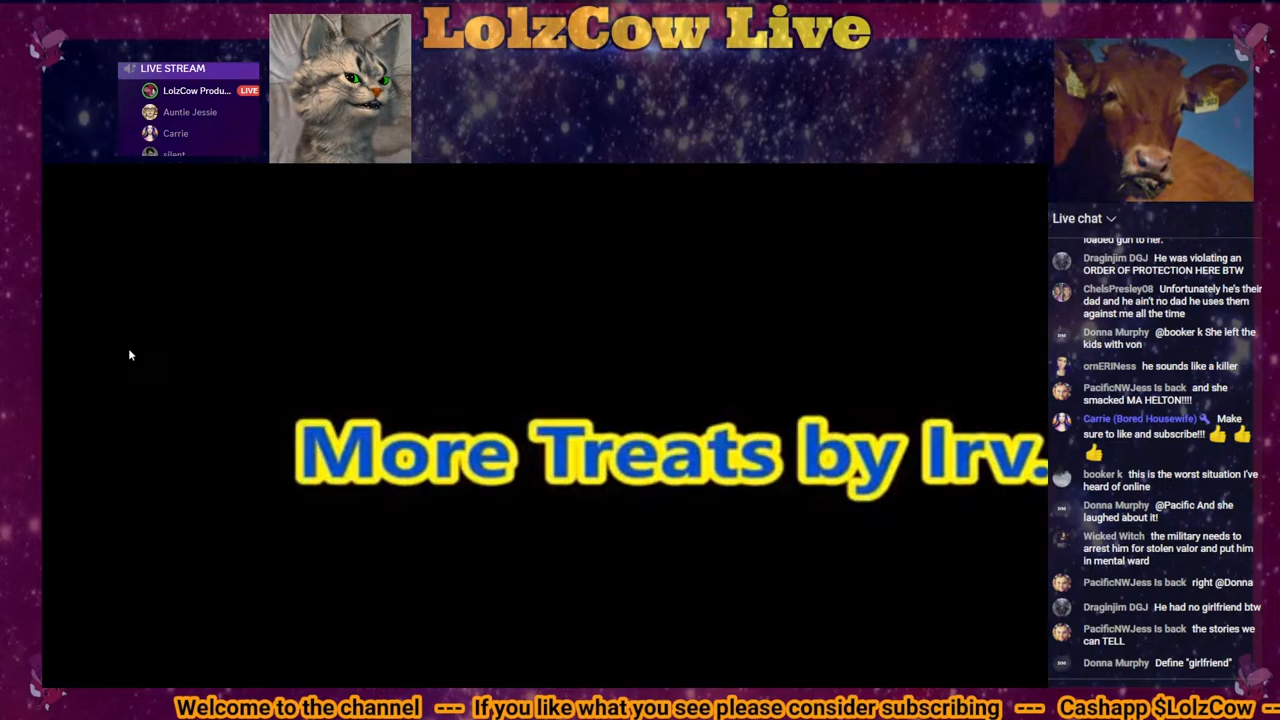 LolzCow Live
LIVE STREAM
LolzCow Produ... LIVE
Auntie Jessie
Carrie
silent
Live chat
loaded gun to her.
Draginjim DGJ He was violating an
ORDER OF PROTECTION HERE BTW
ChelsPresley08 Unfortunately he's their
dad and he ain't no dad he uses them
against me all the time
Donna Murphy @booker k She left the
kids with von
ornERINess he sounds like a killer
PacificNWJess Is back and she
smacked MA HELTON!!!!
Carrie (Bored Housewife) Make
sure to like and subscribe!!!
booker k this is the worst situation I've
heard of online
Donna Murphy @Pacific And she
laughed about it!
Wicked Witch the military needs to
arrest him for stolen valor and put him
in mental ward
PacificNWJess Is back right @Donna
Draginjim DGJ He had no girlfriend btw
PacificNWJess Is back the stories we
can TELL
Donna Murphy Define "girlfriend"
More Treats by Irv.
Welcome to the channel --- If you like what you see please consider subscribing --- Cashapp $LolzCow --